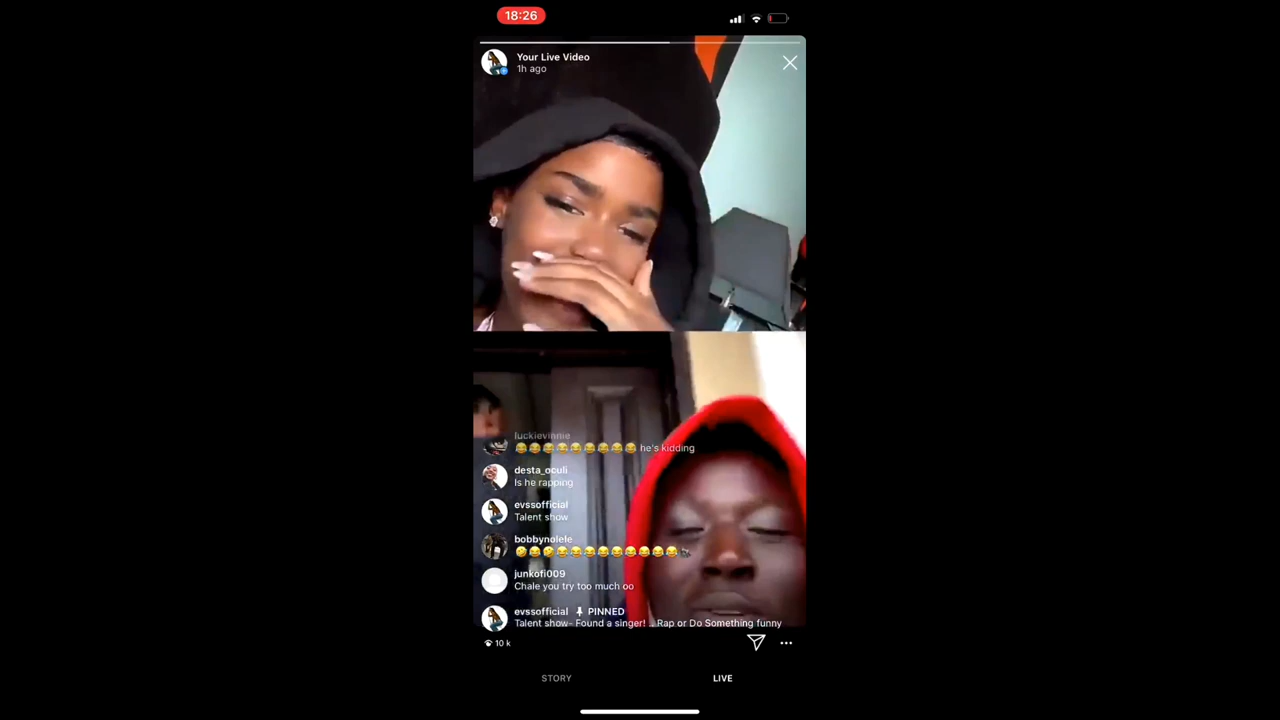 18:26
Your Live Video
1h ago
luckievinnie
😂😂😂😂😂😂😂😂😂 he's kidding
desta_oculi
Is he rapping
evssofficial
Talent show
bobbynolele
junkofi009
Chale you try too much oo
evssofficial PINNED
Talent show- Found a singer! .. Rap or Do Something funny
10 k
STORY
LIVE